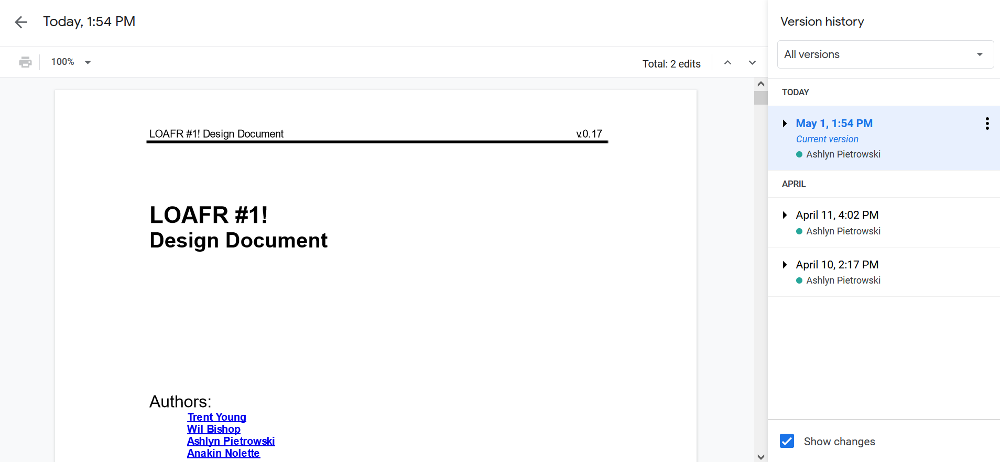 Today, 1:54 PM
100%
Total: 2 edits
LOAFR #1! Design Document v.0.17
LOAFR #1!
Design Document
Authors:
Trent Young
Wil Bishop
Ashlyn Pietrowski
Anakin Nolette
Version history
All versions
TODAY
May 1, 1:54 PM
Current version
Ashlyn Pietrowski
APRIL
April 11, 4:02 PM
Ashlyn Pietrowski
April 10, 2:17 PM
Ashlyn Pietrowski
Show changes